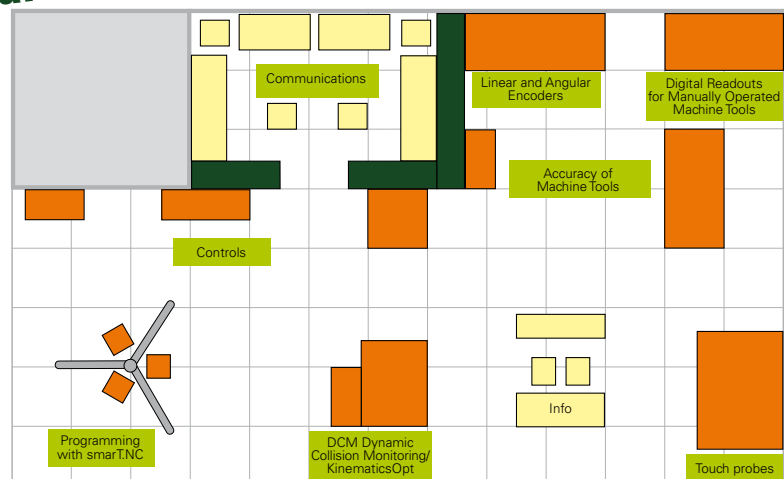 Communications
Linear and Angular
Encoders
Digital Readouts
for Manually Operated
Machine Tools
Accuracy of
Machine Tools
Controls
Programming
with smarT.NC
DCM Dynamic
Collision Monitoring/
KinematicsOpt
Info
Touch probes